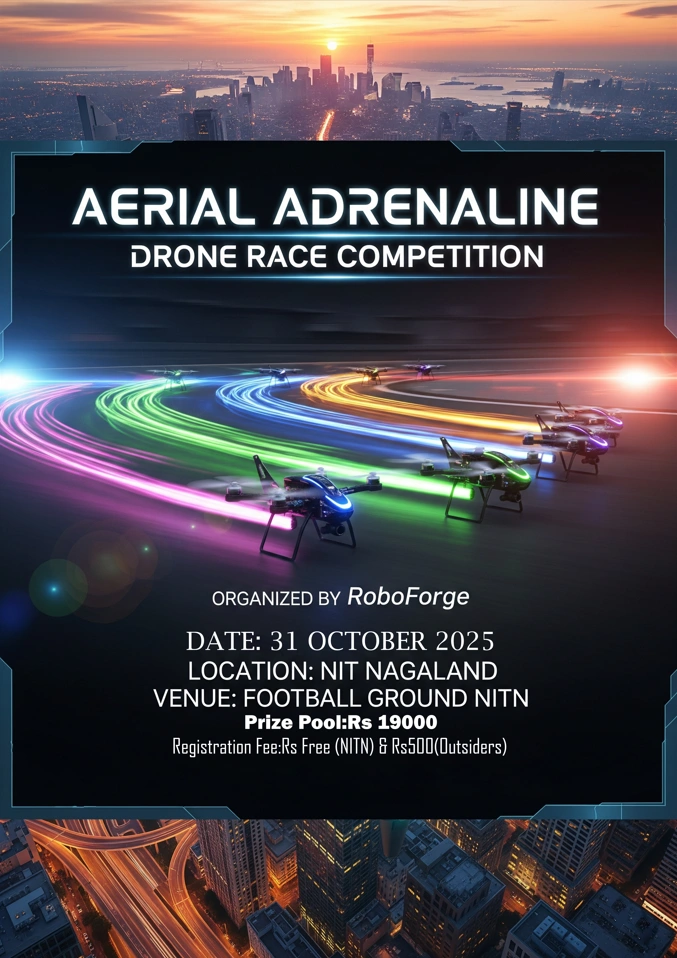 AERIAL ADRENALINE
DRONE RACE COMPETITION
ORGANIZED BY RoboForge
DATE: 31 OCTOBER 2025
LOCATION: NIT NAGALAND
VENUE: FOOTBALL GROUND NITN
Prize Pool:Rs 19000
Registration Fee:Rs Free (NITN) & Rs500(Outsiders)